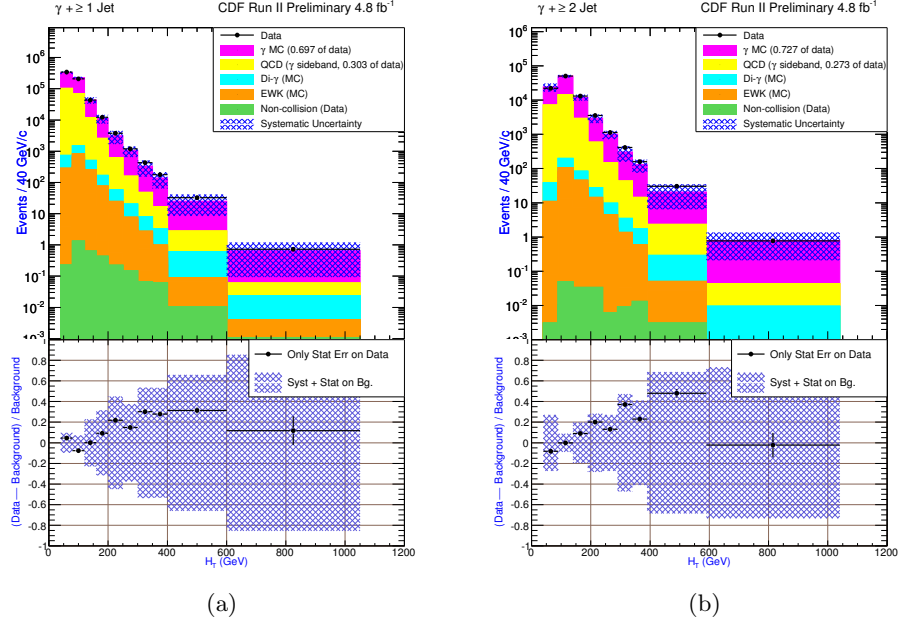 γ + ≥ 1 Jet CDF Run II Preliminary 4.8 fb⁻¹
Data
γ MC (0.697 of data)
QCD (γ sideband, 0.303 of data)
Di-γ (MC)
EWK (MC)
Non-collision (Data)
Systematic Uncertainty
Events / 40 GeV/c
10⁶
10⁵
10⁴
10³
10²
10
1
10⁻¹
10⁻²
10⁻³
Only Stat Err on Data
Syst + Stat on Bg.
(Data — Background) / Background
0.8
0.6
0.4
0.2
0
-0.2
-0.4
-0.6
-0.8
-1
0 200 400 600 800 1000 1200
H_T (GeV)
(a)
γ + ≥ 2 Jet CDF Run II Preliminary 4.8 fb⁻¹
Data
γ MC (0.727 of data)
QCD (γ sideband, 0.273 of data)
Di-γ (MC)
EWK (MC)
Non-collision (Data)
Systematic Uncertainty
Events / 40 GeV/c
10⁶
10⁵
10⁴
10³
10²
10
1
10⁻¹
10⁻²
10⁻³
Only Stat Err on Data
Syst + Stat on Bg.
(Data — Background) / Background
0.8
0.6
0.4
0.2
0
-0.2
-0.4
-0.6
-0.8
-1
0 200 400 600 800 1000 1200
H_T (GeV)
(b)